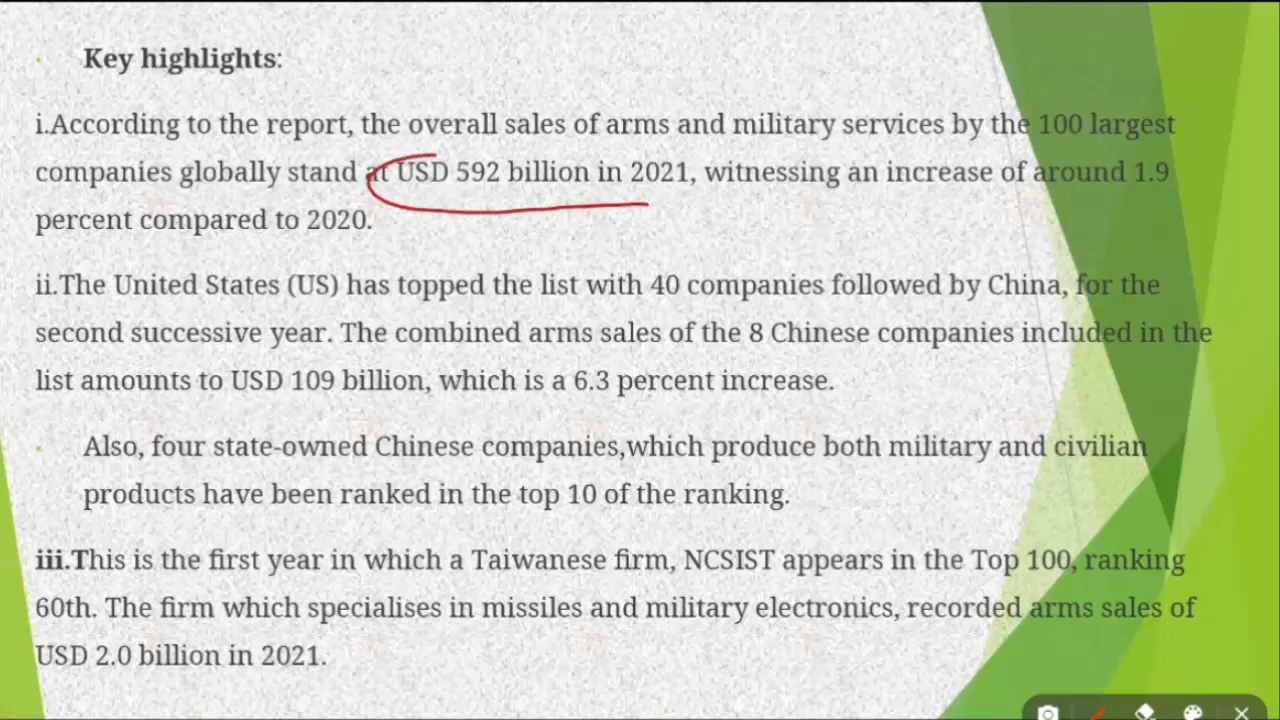 Key highlights:
i.According to the report, the overall sales of arms and military services by the 100 largest
companies globally stand at USD 592 billion in 2021, witnessing an increase of around 1.9
percent compared to 2020.
ii.The United States (US) has topped the list with 40 companies followed by China, for the
second successive year. The combined arms sales of the 8 Chinese companies included in the
list amounts to USD 109 billion, which is a 6.3 percent increase.
Also, four state-owned Chinese companies,which produce both military and civilian
products have been ranked in the top 10 of the ranking.
iii.This is the first year in which a Taiwanese firm, NCSIST appears in the Top 100, ranking
60th. The firm which specialises in missiles and military electronics, recorded arms sales of
USD 2.0 billion in 2021.